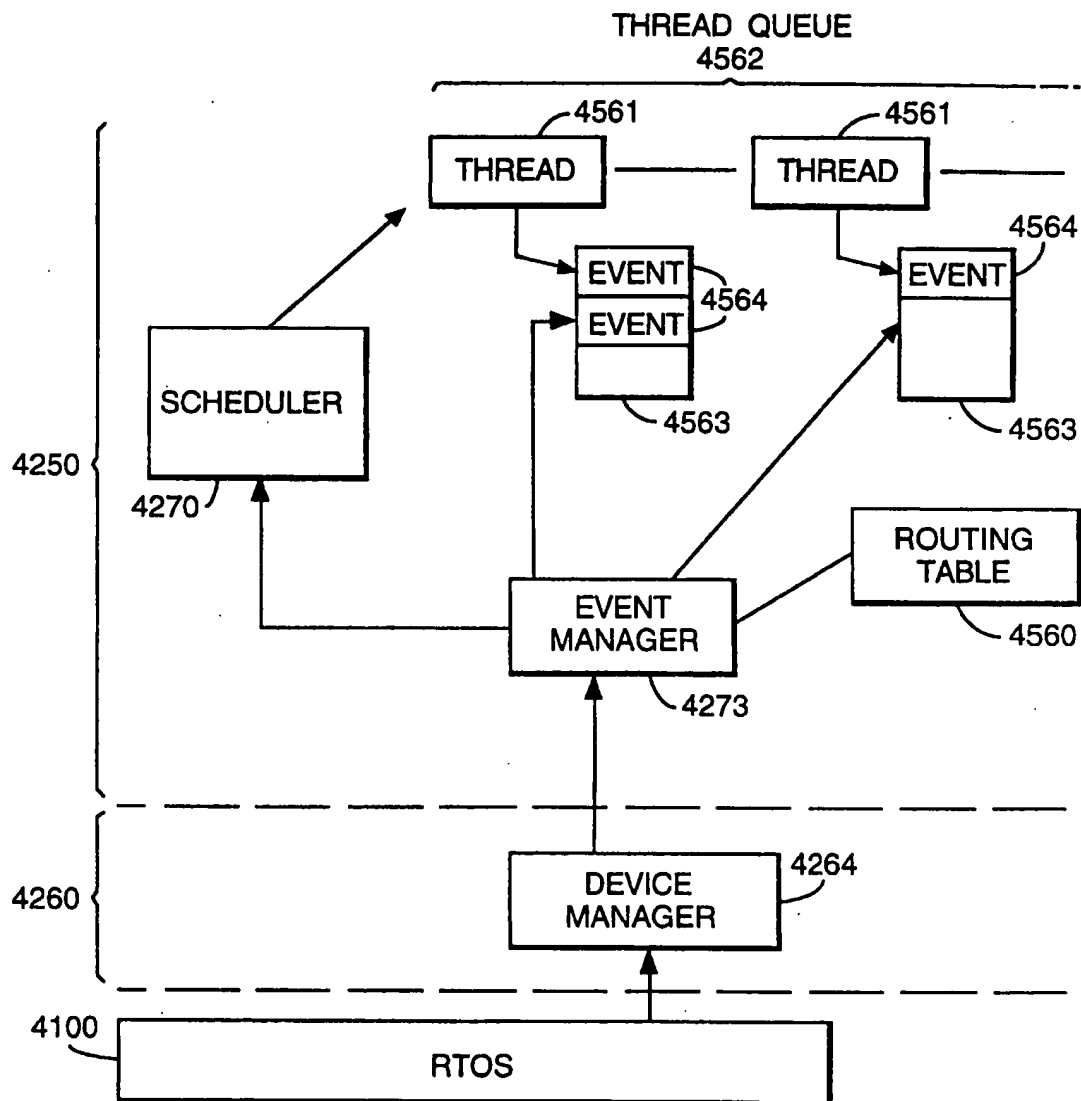 THREAD QUEUE
4562
4561
4561
THREAD
THREAD
4564
EVENT
4564
EVENT
EVENT
SCHEDULER
4563
4563
4250
4270
ROUTING
TABLE
EVENT
MANAGER
4560
4273
4264
4260
DEVICE
MANAGER
4100
RTOS